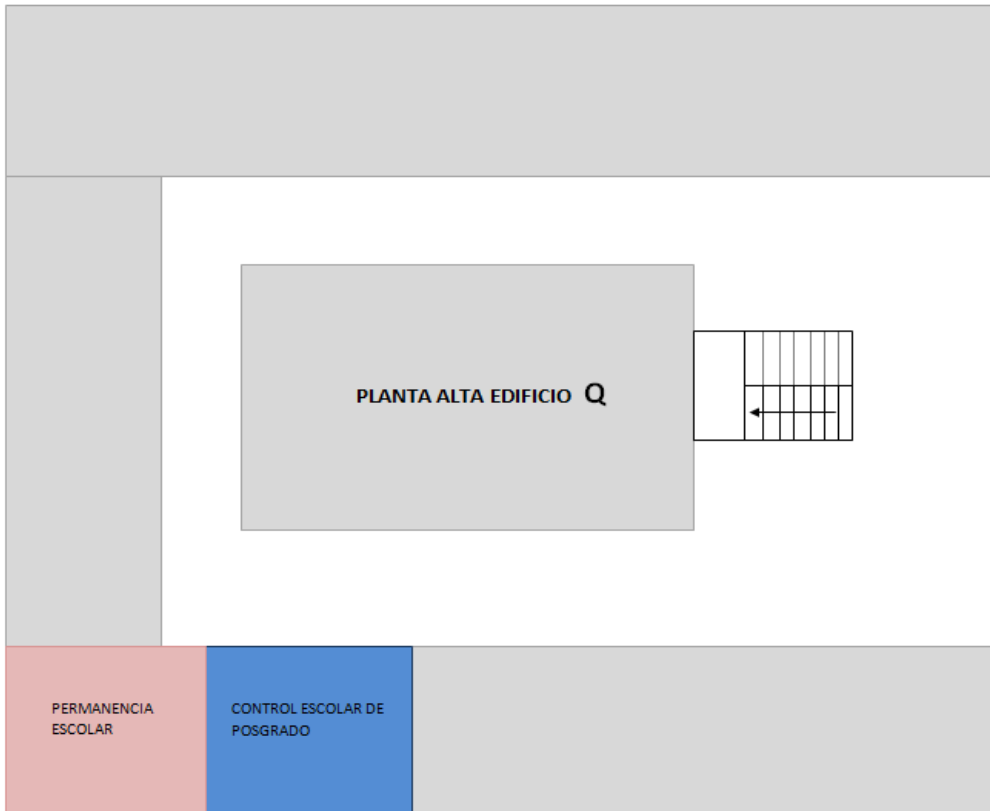 PLANTA ALTA EDIFICIO Q
PERMANENCIA
ESCOLAR
CONTROL ESCOLAR DE
POSGRADO